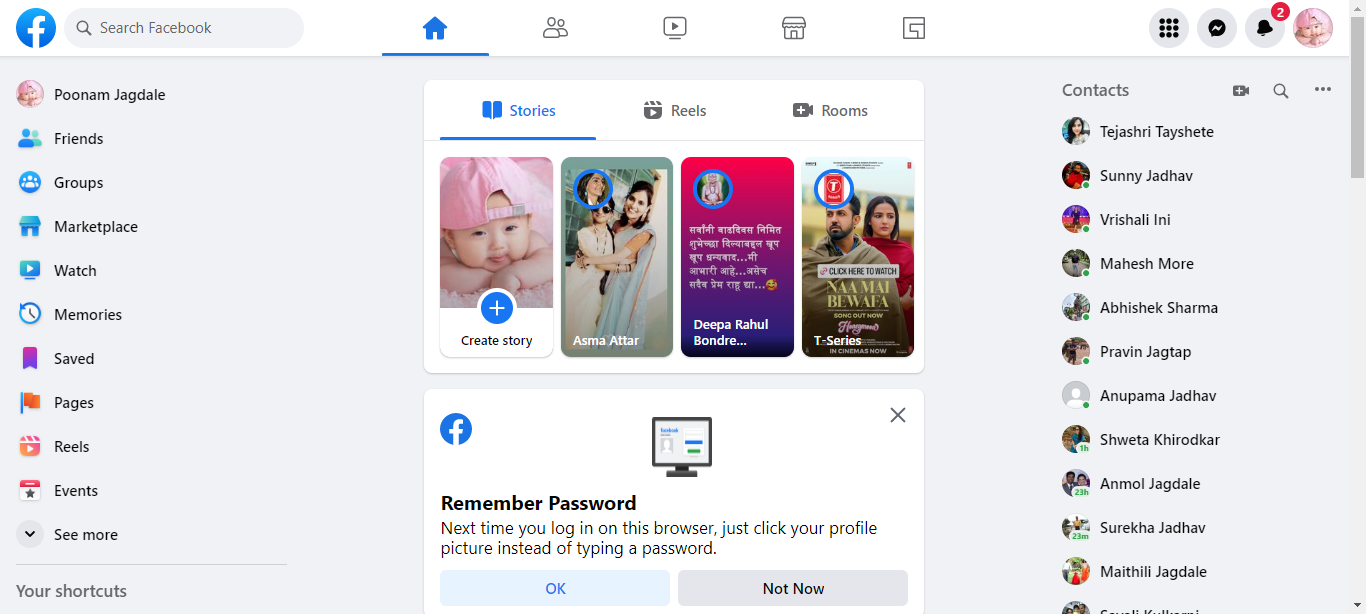 Search Facebook
2
Poonam Jagdale
Friends
Groups
Marketplace
Watch
Memories
Saved
Pages
Reels
Events
See more
Your shortcuts
Stories
Reels
Rooms
Create story
Asma Attar
सर्वांनी वाढदिवस निमित
शुभेच्छा दिल्याबद्दल खूप
खूप धन्यवाद...मी
आभारी आहे...असेच
सदैव प्रेम राहू द्या...🥰
Deepa Rahul
Bondre...
CLICK HERE TO WATCH
NAA MAI
BEWAFA
SONG OUT NOW
Honeymoon
T-Series
IN CINEMAS NOW
facebook
Remember Password
Next time you log in on this browser, just click your profile
picture instead of typing a password.
OK
Not Now
Contacts
Tejashri Tayshete
Sunny Jadhav
Vrishali Ini
Mahesh More
Abhishek Sharma
Pravin Jagtap
Anupama Jadhav
Shweta Khirodkar
1h
Anmol Jagdale
23h
Surekha Jadhav
23m
Maithili Jagdale